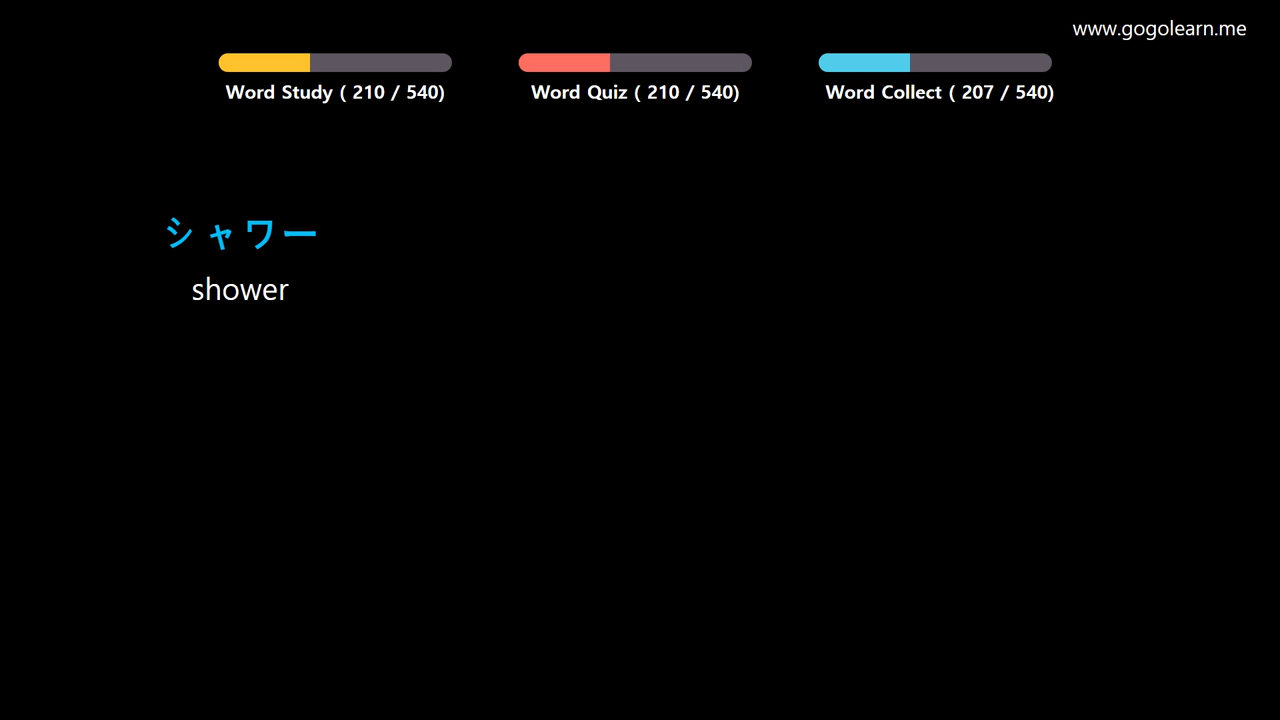 www.gogolearn.me
Word Study ( 210 / 540)
Word Quiz ( 210 / 540)
Word Collect ( 207 / 540)
シャワー
shower